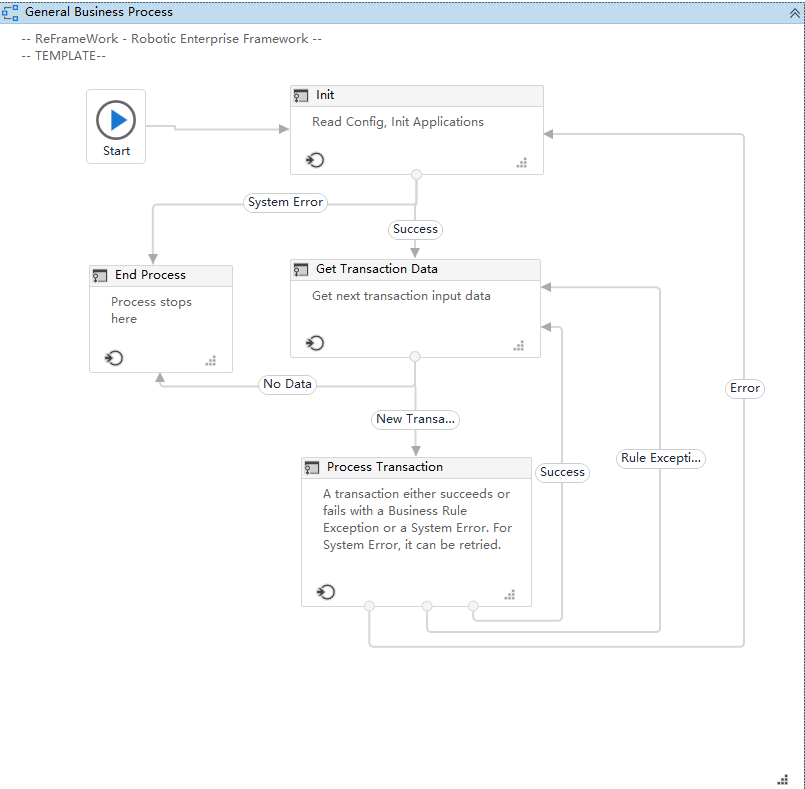 General Business Process
-- ReFrameWork - Robotic Enterprise Framework --
-- TEMPLATE--
Start
Init
Read Config, Init Applications
System Error
Success
End Process
Process stops
here
Get Transaction Data
Get next transaction input data
No Data
New Transa...
Error
Rule Excepti...
Success
Process Transaction
A transaction either succeeds or
fails with a Business Rule
Exception or a System Error. For
System Error, it can be retried.